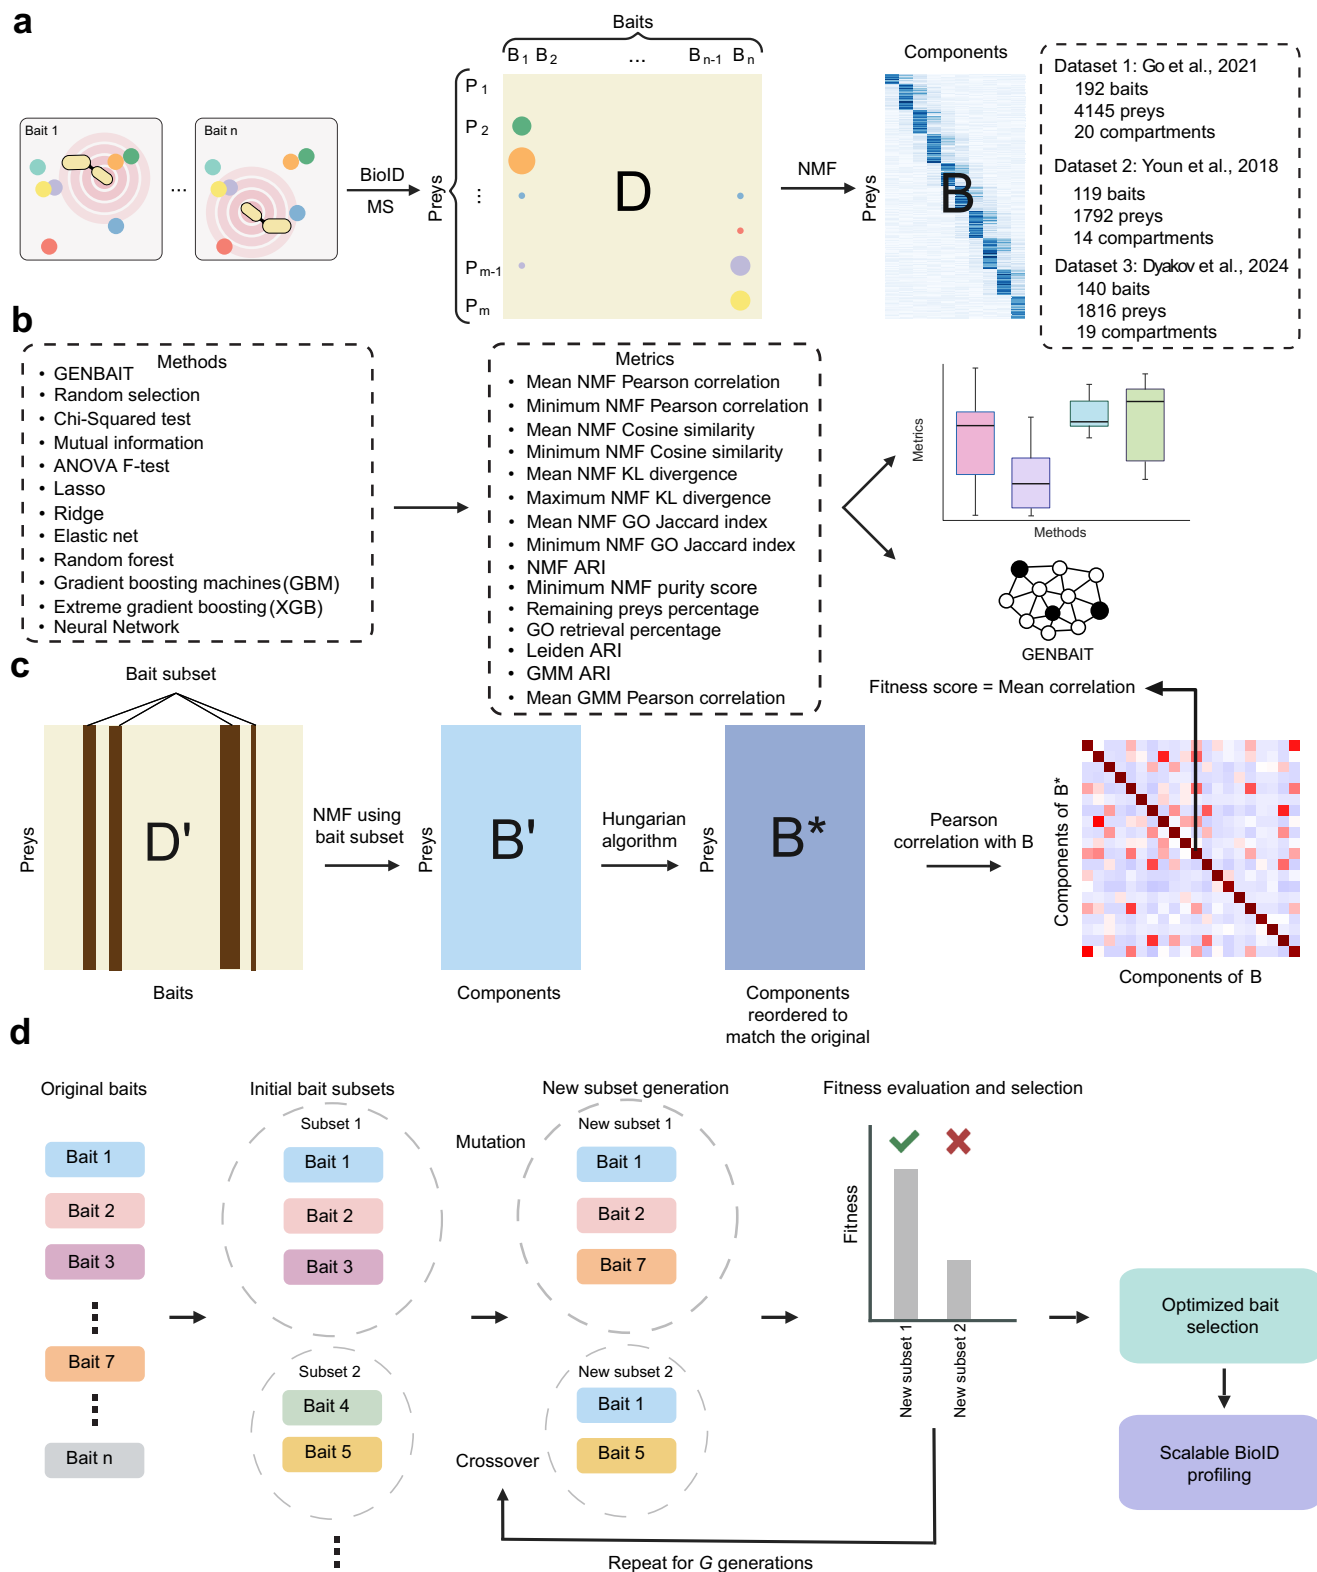 a
Baits
B1 B2 ... Bn-1 Bn
Components
Preys
P1
P2
...
Pm-1
Pm
D
Bait 1
...
Bait n
BioID
MS
NMF
Preys
B
Dataset 1: Go et al., 2021
192 baits
4145 preys
20 compartments
Dataset 2: Youn et al., 2018
119 baits
1792 preys
14 compartments
Dataset 3: Dyakov et al., 2024
140 baits
1816 preys
19 compartments
b
Methods
• GENBAIT
• Random selection
• Chi-Squared test
• Mutual information
• ANOVA F-test
• Lasso
• Ridge
• Elastic net
• Random forest
• Gradient boosting machines (GBM)
• Extreme gradient boosting (XGB)
• Neural Network
Metrics
• Mean NMF Pearson correlation
• Minimum NMF Pearson correlation
• Mean NMF Cosine similarity
• Minimum NMF Cosine similarity
• Mean NMF KL divergence
• Maximum NMF KL divergence
• Mean NMF GO Jaccard index
• Minimum NMF GO Jaccard index
• NMF ARI
• Minimum NMF purity score
• Remaining preys percentage
• GO retrieval percentage
• Leiden ARI
• GMM ARI
• Mean GMM Pearson correlation
Metrics
Methods
GENBAIT
c
Bait subset
Preys
D'
Baits
NMF using
bait subset
Preys
B'
Components
Hungarian
algorithm
Preys
B*
Components
reordered to
match the original
Pearson
correlation with B
Fitness score = Mean correlation
Components of B*
Components of B
d
Original baits
Bait 1
Bait 2
Bait 3
Bait 7
Bait n
Initial bait subsets
Subset 1
Bait 1
Bait 2
Bait 3
Subset 2
Bait 4
Bait 5
Mutation
Crossover
New subset generation
New subset 1
Bait 1
Bait 2
Bait 7
New subset 2
Bait 1
Bait 5
Fitness evaluation and selection
Fitness
New subset 1
New subset 2
Repeat for G generations
Optimized bait
selection
Scalable BioID
profiling